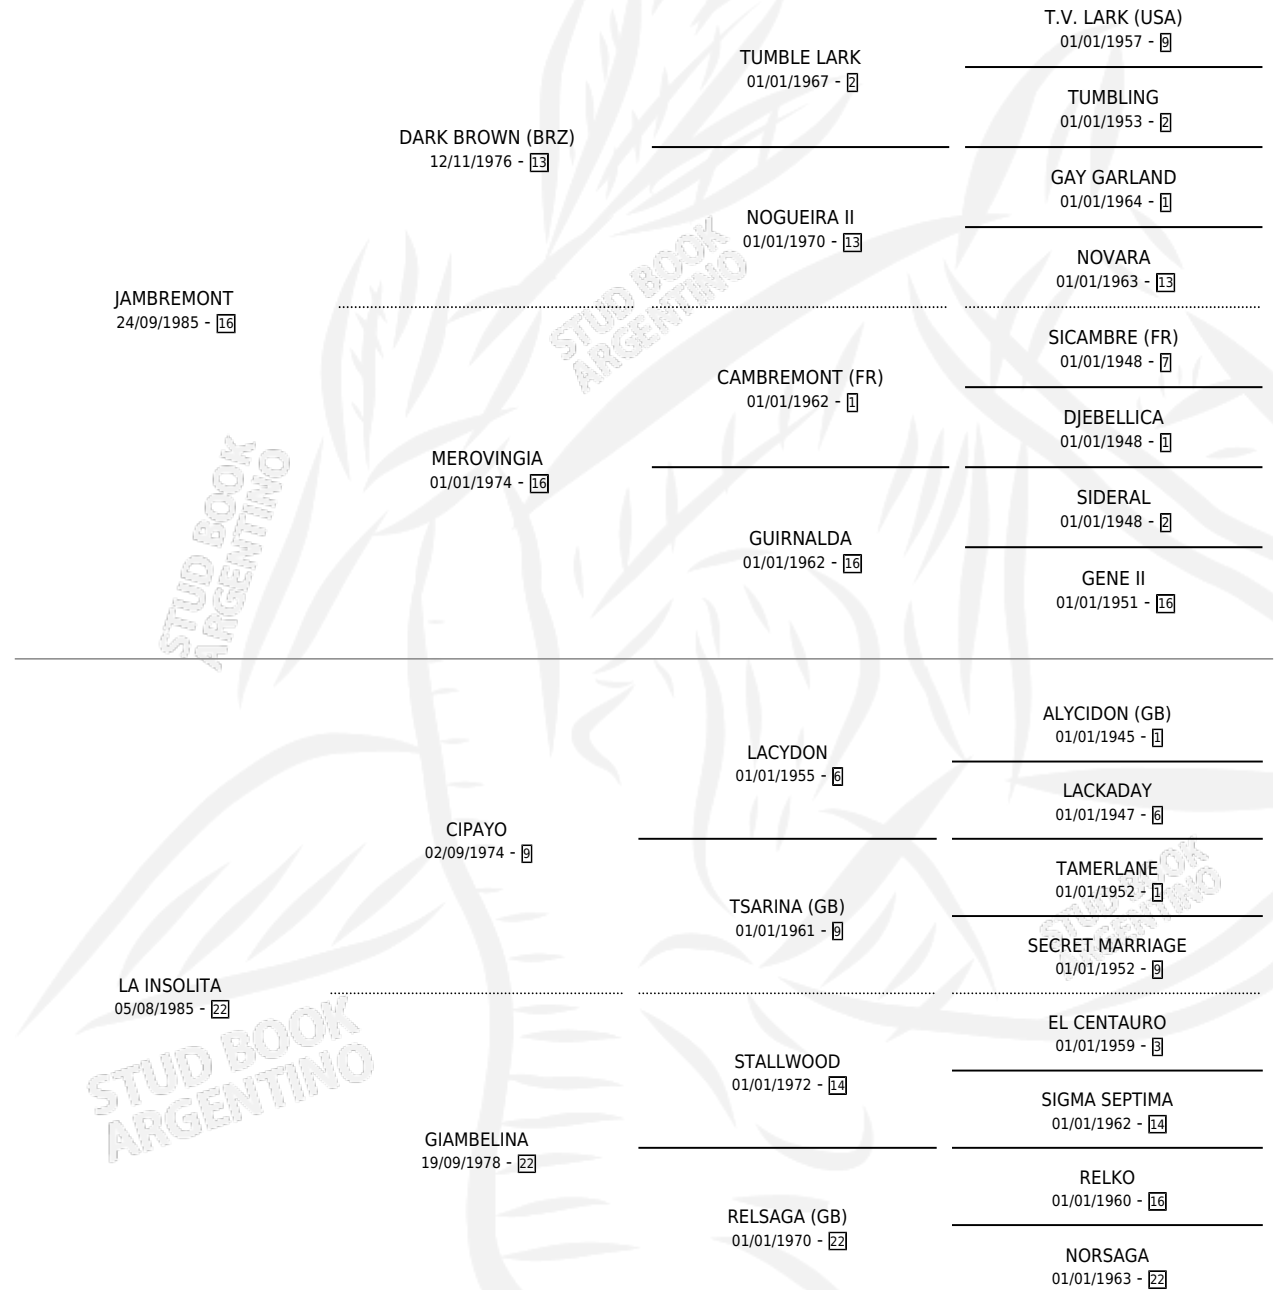 T.V. LARK (USA)
01/01/1957 - 9
TUMBLE LARK
01/01/1967 - 2
TUMBLING
01/01/1953 - 2
DARK BROWN (BRZ)
12/11/1976 - 13
GAY GARLAND
01/01/1964 - 1
NOGUEIRA II
01/01/1970 - 13
NOVARA
01/01/1963 - 13
JAMBREMONT
24/09/1985 - 16
SICAMBRE (FR)
01/01/1948 - 7
CAMBREMONT (FR)
01/01/1962 - 1
DJEBELLICA
01/01/1948 - 1
MEROVINGIA
01/01/1974 - 16
SIDERAL
01/01/1948 - 2
GUIRNALDA
01/01/1962 - 16
GENE II
01/01/1951 - 16
STUD BOOK
ARGENTINO
STUD BOOK
ARGENTINO
ALYCIDON (GB)
01/01/1945 - 1
LACYDON
01/01/1955 - 6
LACKADAY
01/01/1947 - 6
CIPAYO
02/09/1974 - 9
TAMERLANE
01/01/1952 - 1
TSARINA (GB)
01/01/1961 - 9
SECRET MARRIAGE
01/01/1952 - 9
LA INSOLITA
05/08/1985 - 22
EL CENTAURO
01/01/1959 - 3
STALLWOOD
01/01/1972 - 14
SIGMA SEPTIMA
01/01/1962 - 14
GIAMBELINA
19/09/1978 - 22
RELKO
01/01/1960 - 16
RELSAGA (GB)
01/01/1970 - 22
NORSAGA
01/01/1963 - 22
STUD BOOK
ARGENTINO
STUD BOOK
ARGENTINO